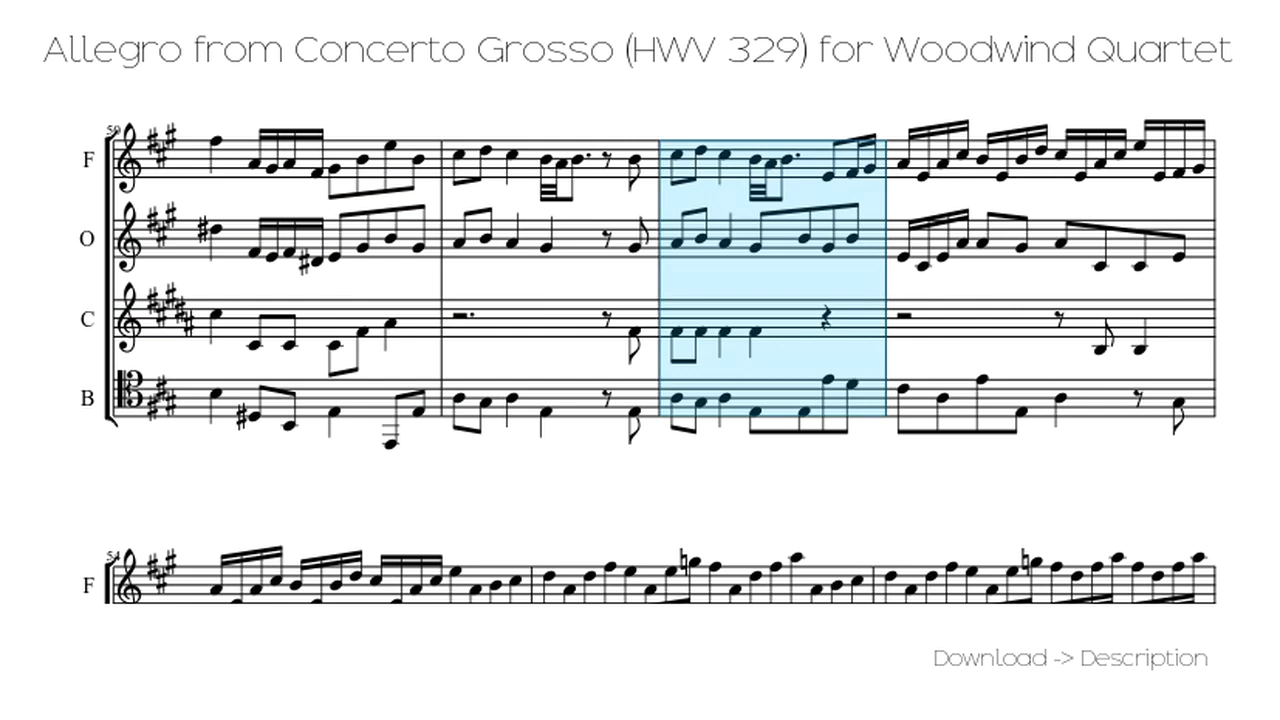 Allegro from Concerto Grosso (HWV 329) for Woodwind Quartet
50
F
O
C
B
54
F
Download -> Description